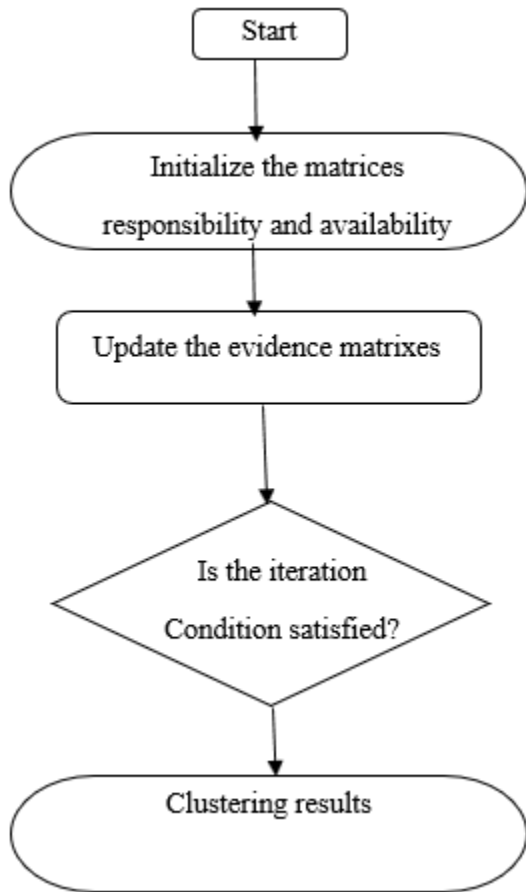 Start
Initialize the matrices
responsibility and availability
Update the evidence matrixes
Is the iteration
Condition satisfied?
Clustering results